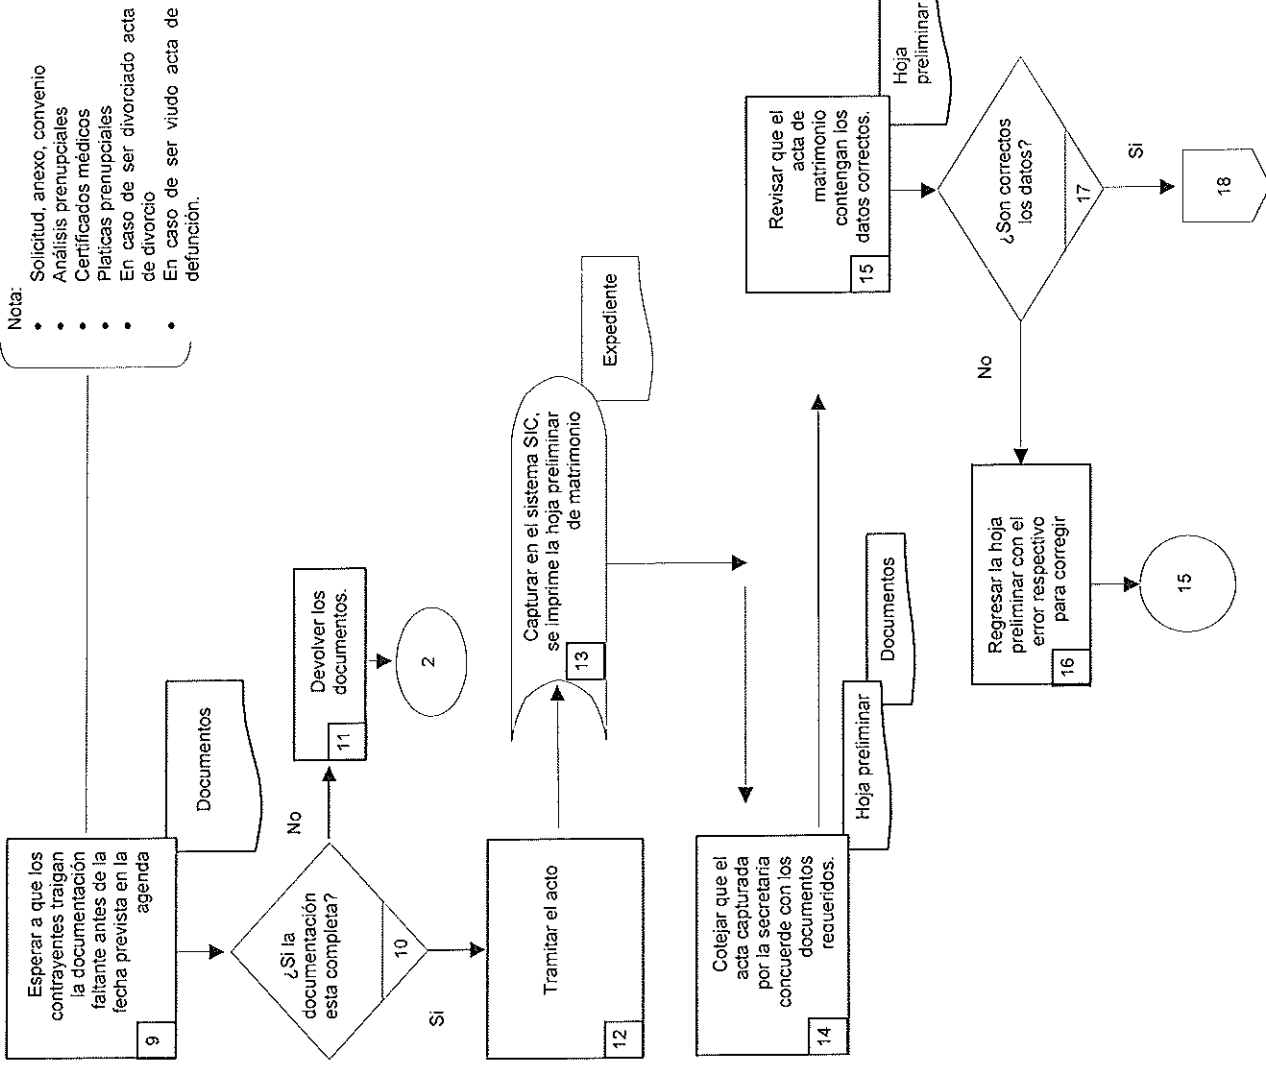 Nota:
• Solicitud, anexo, convenio
• Análisis prenupciales
• Certificados médicos
• Platicas prenupciales
• En caso de ser divorciado acta
de divorcio
• En caso de ser viudo acta de
defunción.
Esperar a que los
contrayentes traigan
la documentación
faltante antes de la
fecha prevista en la
agenda
9
Documentos
¿Si la
documentación
esta completa?
10
No
Si
Devolver los
documentos.
11
2
Tramitar el acto
12
Capturar en el sistema SIC,
se imprime la hoja preliminar
de matrimonio
13
Expediente
Cotejar que el
acta capturada
por la secretaria
concuerde con los
documentos
requeridos.
14
Hoja preliminar
Documentos
Revisar que el
acta de
matrimonio
contengan los
datos correctos.
15
Hoja
preliminar
¿Son correctos
los datos?
17
No
Si
Regresar la hoja
preliminar con el
error respectivo
para corregir
16
15
18